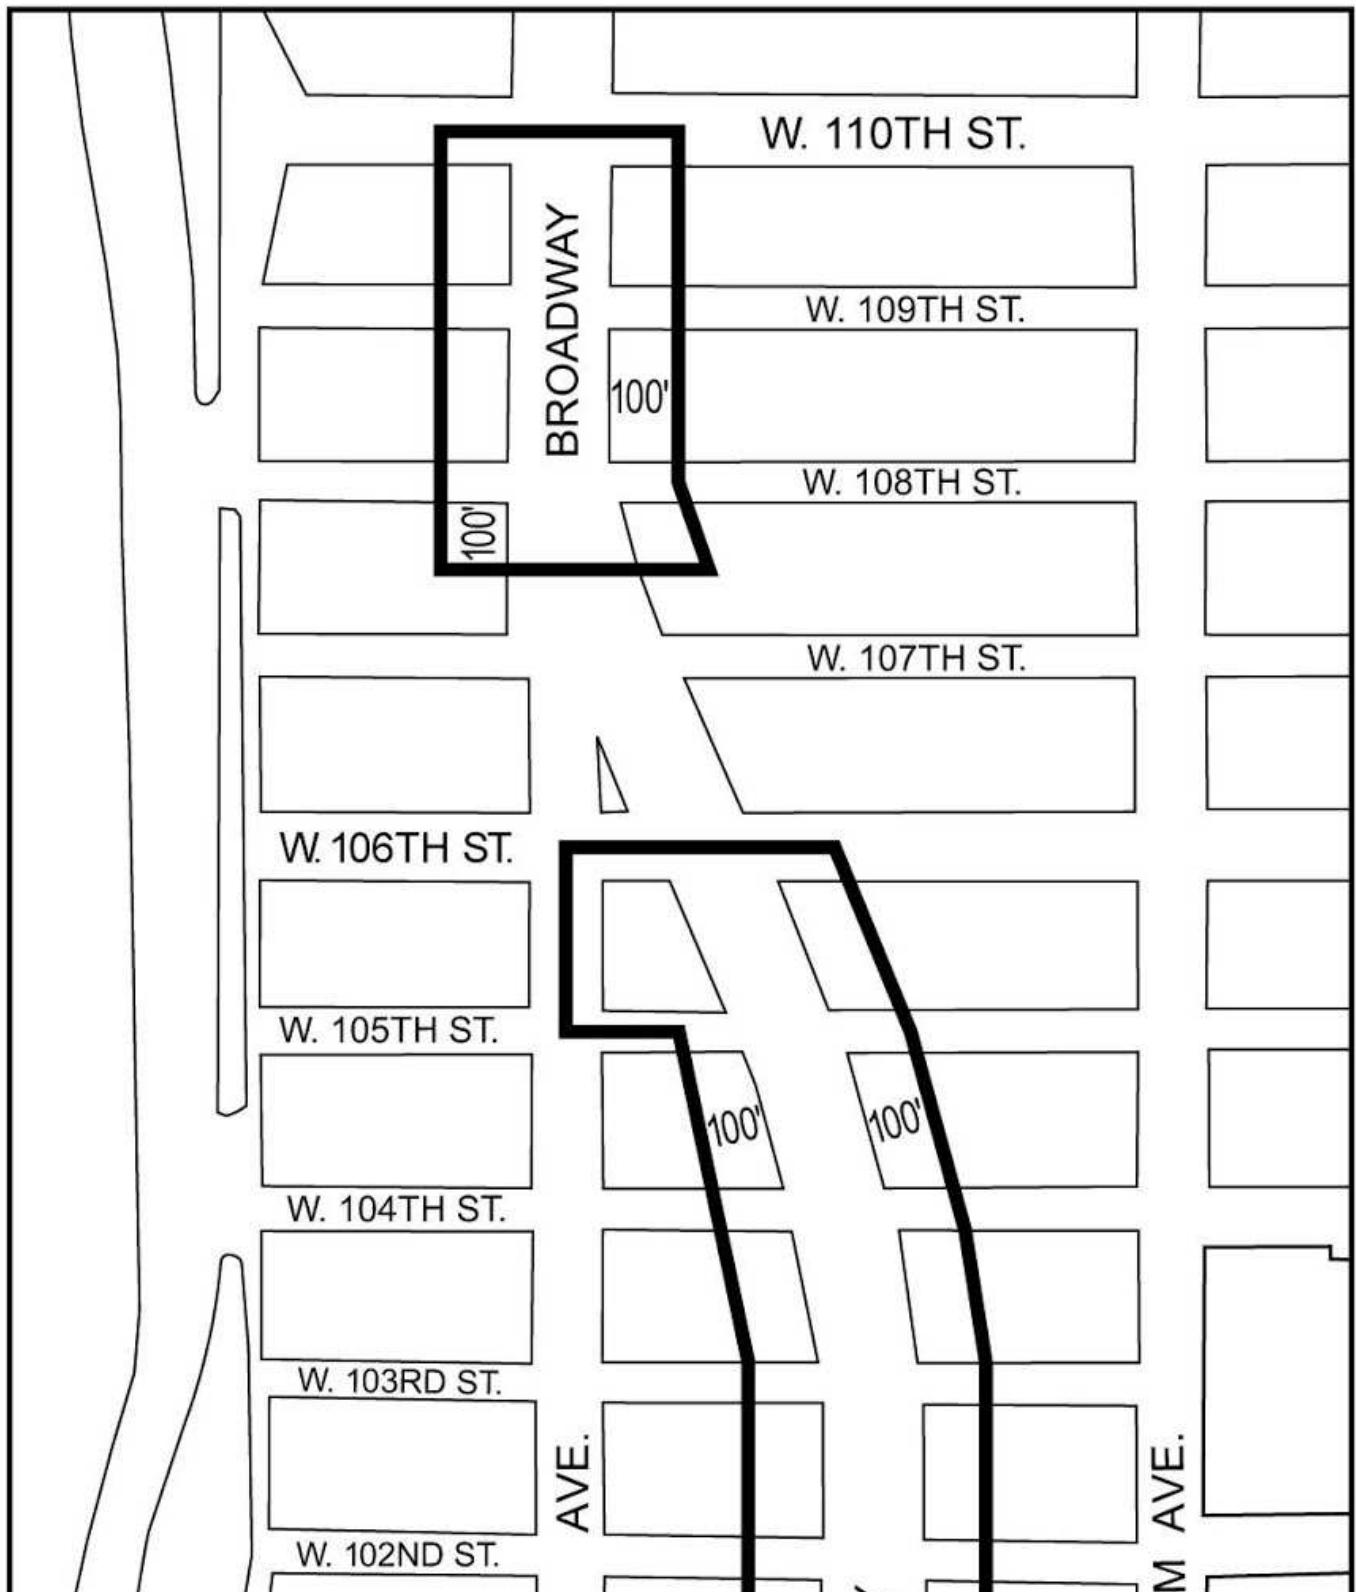 W. 110TH ST.
BROADWAY
W. 109TH ST.
100'
W. 108TH ST.
100'
W. 107TH ST.
W. 106TH ST.
W. 105TH ST.
100'
100'
W. 104TH ST.
W. 103RD ST.
AVE.
M AVE.
W. 102ND ST.